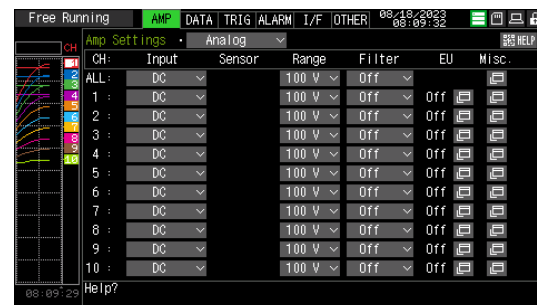 Free Running AMP DATA TRIG ALARM I/F OTHER 08/18/2023 08:09:32
CH Amp Settings • Analog HELP
CH: Input Sensor Range Filter EU Misc.
ALL: DC 100 V Off
1 : DC 100 V Off Off
2 : DC 100 V Off Off
3 : DC 100 V Off Off
4 : DC 100 V Off Off
5 : DC 100 V Off Off
6 : DC 100 V Off Off
7 : DC 100 V Off Off
8 : DC 100 V Off Off
9 : DC 100 V Off Off
10 : DC 100 V Off Off
1
2
3
4
5
6
7
8
9
10
08:09:29 Help?